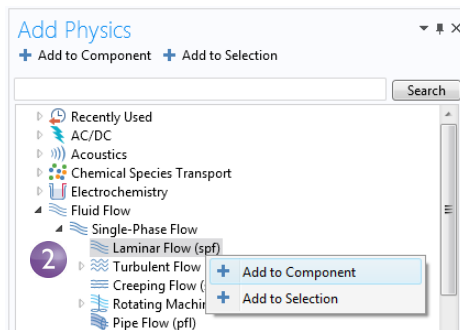 Add Physics
Add to Component Add to Selection
Search
Recently Used
AC/DC
Acoustics
Chemical Species Transport
Electrochemistry
Fluid Flow
Single-Phase Flow
2 Laminar Flow (spf)
Turbulent Flow
Add to Component
Creeping Flow (
Add to Selection
Rotating Machin
Pipe Flow (pfl)